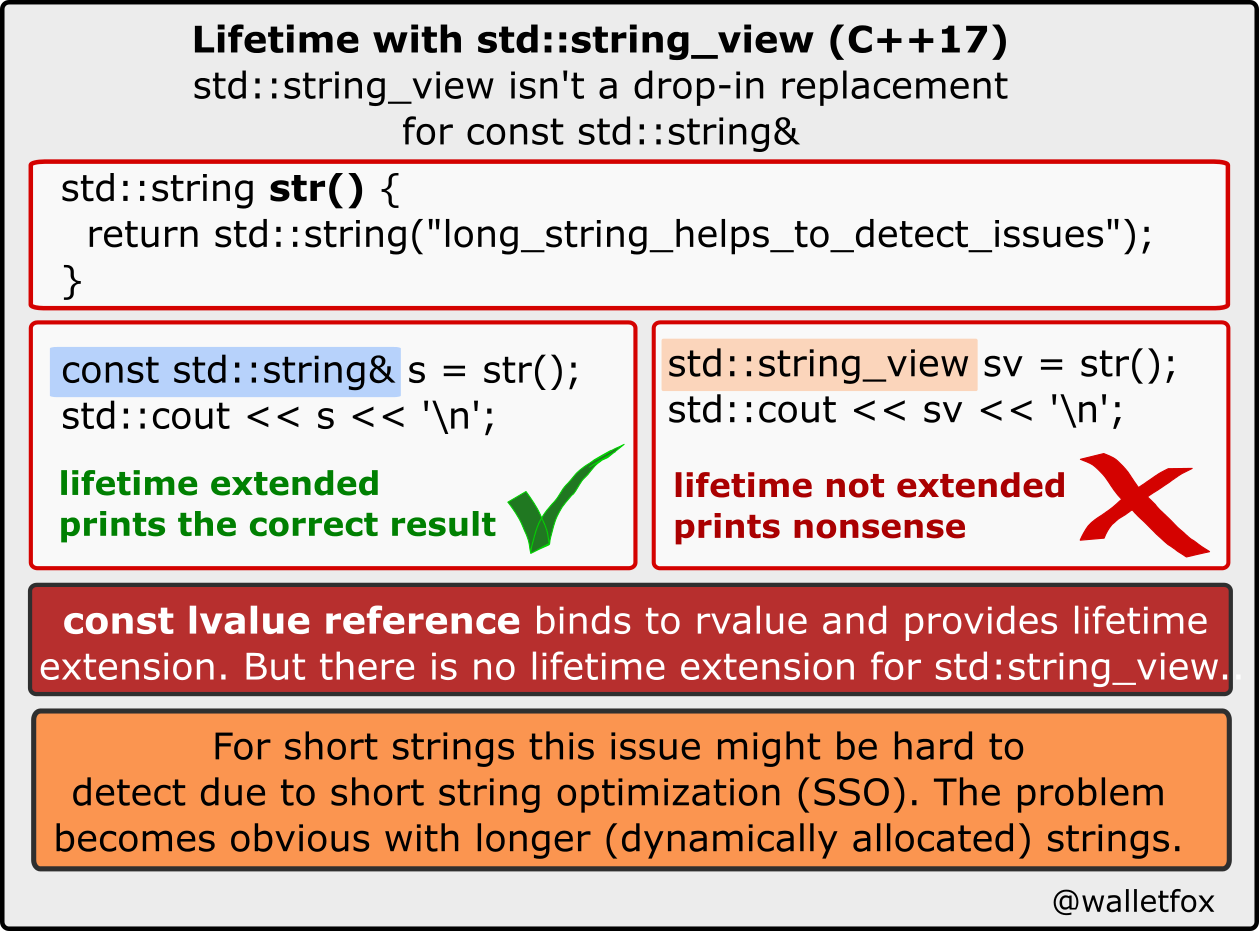 Lifetime with std::string_view (C++17)
std::string_view isn't a drop-in replacement
for const std::string&
std::string str() {
  return std::string("long_string_helps_to_detect_issues");
}
const std::string& s = str();
std::cout << s << '\n';
lifetime extended
prints the correct result
std::string_view sv = str();
std::cout << sv << '\n';
lifetime not extended
prints nonsense
const lvalue reference binds to rvalue and provides lifetime
extension. But there is no lifetime extension for std:string_view..
For short strings this issue might be hard to
detect due to short string optimization (SSO). The problem
becomes obvious with longer (dynamically allocated) strings.
@walletfox